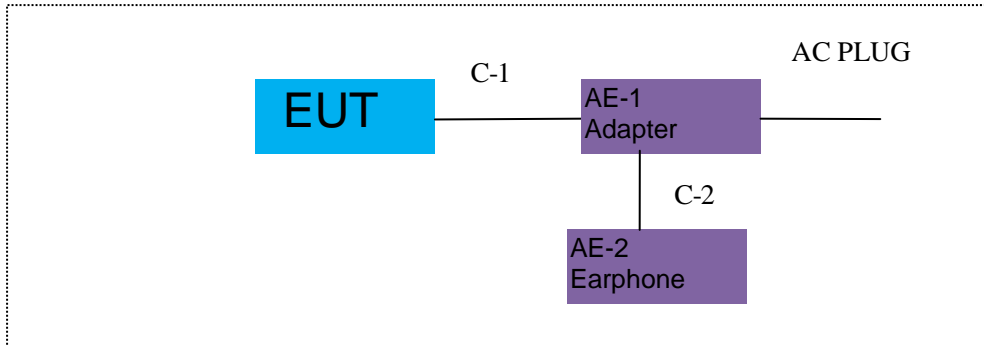 AC PLUG
C-1
EUT
AE-1
Adapter
C-2
AE-2
Earphone